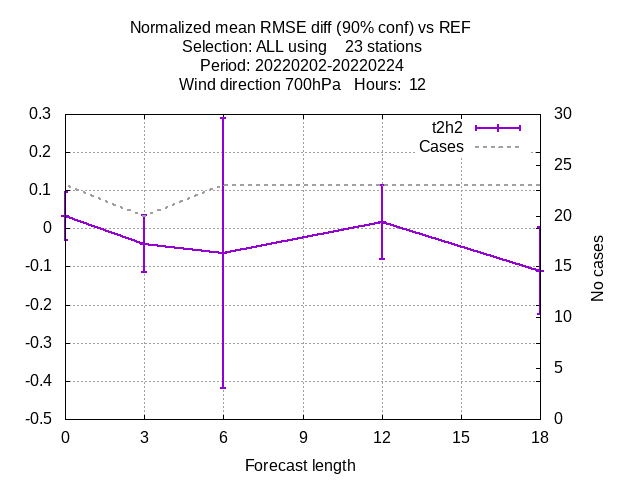 Normalized mean RMSE diff (90% conf) vs REF
Selection: ALL using    23 stations
Period: 20220202-20220224
Wind direction 700hPa   Hours:  12
t2h2
Cases
0.3
0.2
0.1
0
-0.1
-0.2
-0.3
-0.4
-0.5
30
25
20
15
10
5
0
No cases
0 3 6 9 12 15 18
Forecast length